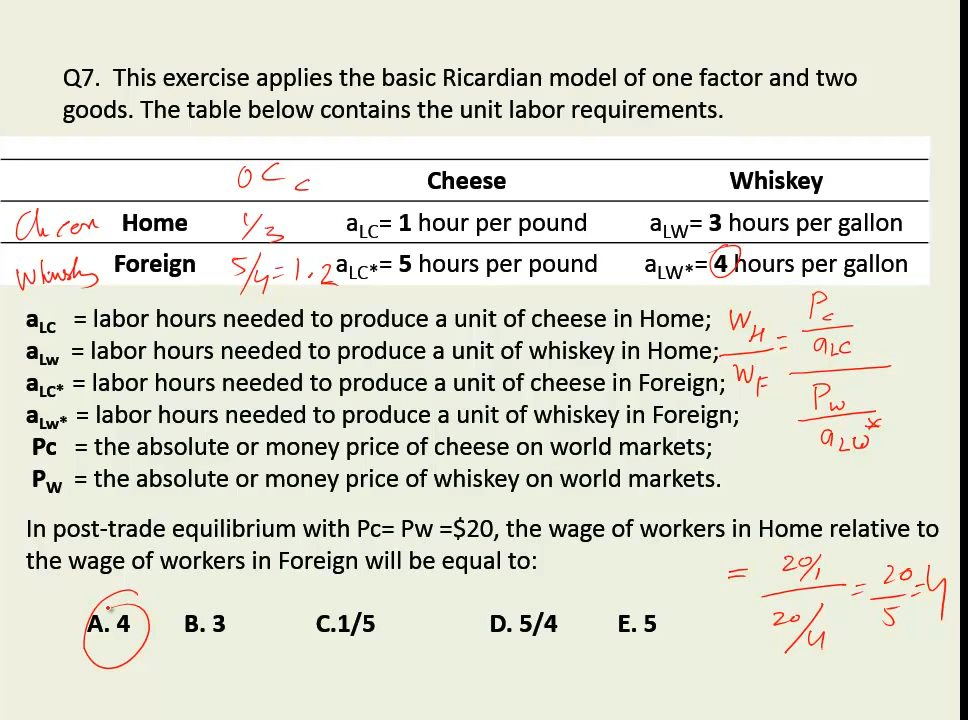 Q7. This exercise applies the basic Ricardian model of one factor and two
goods. The table below contains the unit labor requirements.
OC c Cheese Whiskey
Cheese Home 1/3 aLC= 1 hour per pound aLW= 3 hours per gallon
Whisky Foreign 5/4=1.2 aLC*= 5 hours per pound aLW*= 4 hours per gallon
aLC = labor hours needed to produce a unit of cheese in Home;
aLw = labor hours needed to produce a unit of whiskey in Home;
aLC* = labor hours needed to produce a unit of cheese in Foreign;
aLw* = labor hours needed to produce a unit of whiskey in Foreign;
Pc = the absolute or money price of cheese on world markets;
PW = the absolute or money price of whiskey on world markets.
WH/WF = Pc/aLC / Pw/aLW*
In post-trade equilibrium with Pc= Pw =$20, the wage of workers in Home relative to
the wage of workers in Foreign will be equal to:
= 20/1 / 20/4 = 20/5 = 4
A. 4 B. 3 C.1/5 D. 5/4 E. 5